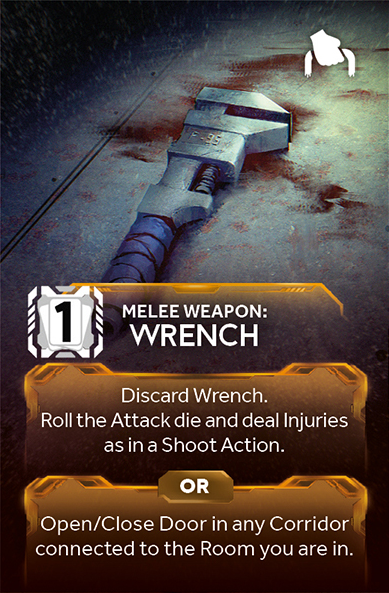 1
MELEE WEAPON:
WRENCH
Discard Wrench.
Roll the Attack die and deal Injuries
as in a Shoot Action.
OR
Open/Close Door in any Corridor
connected to the Room you are in.